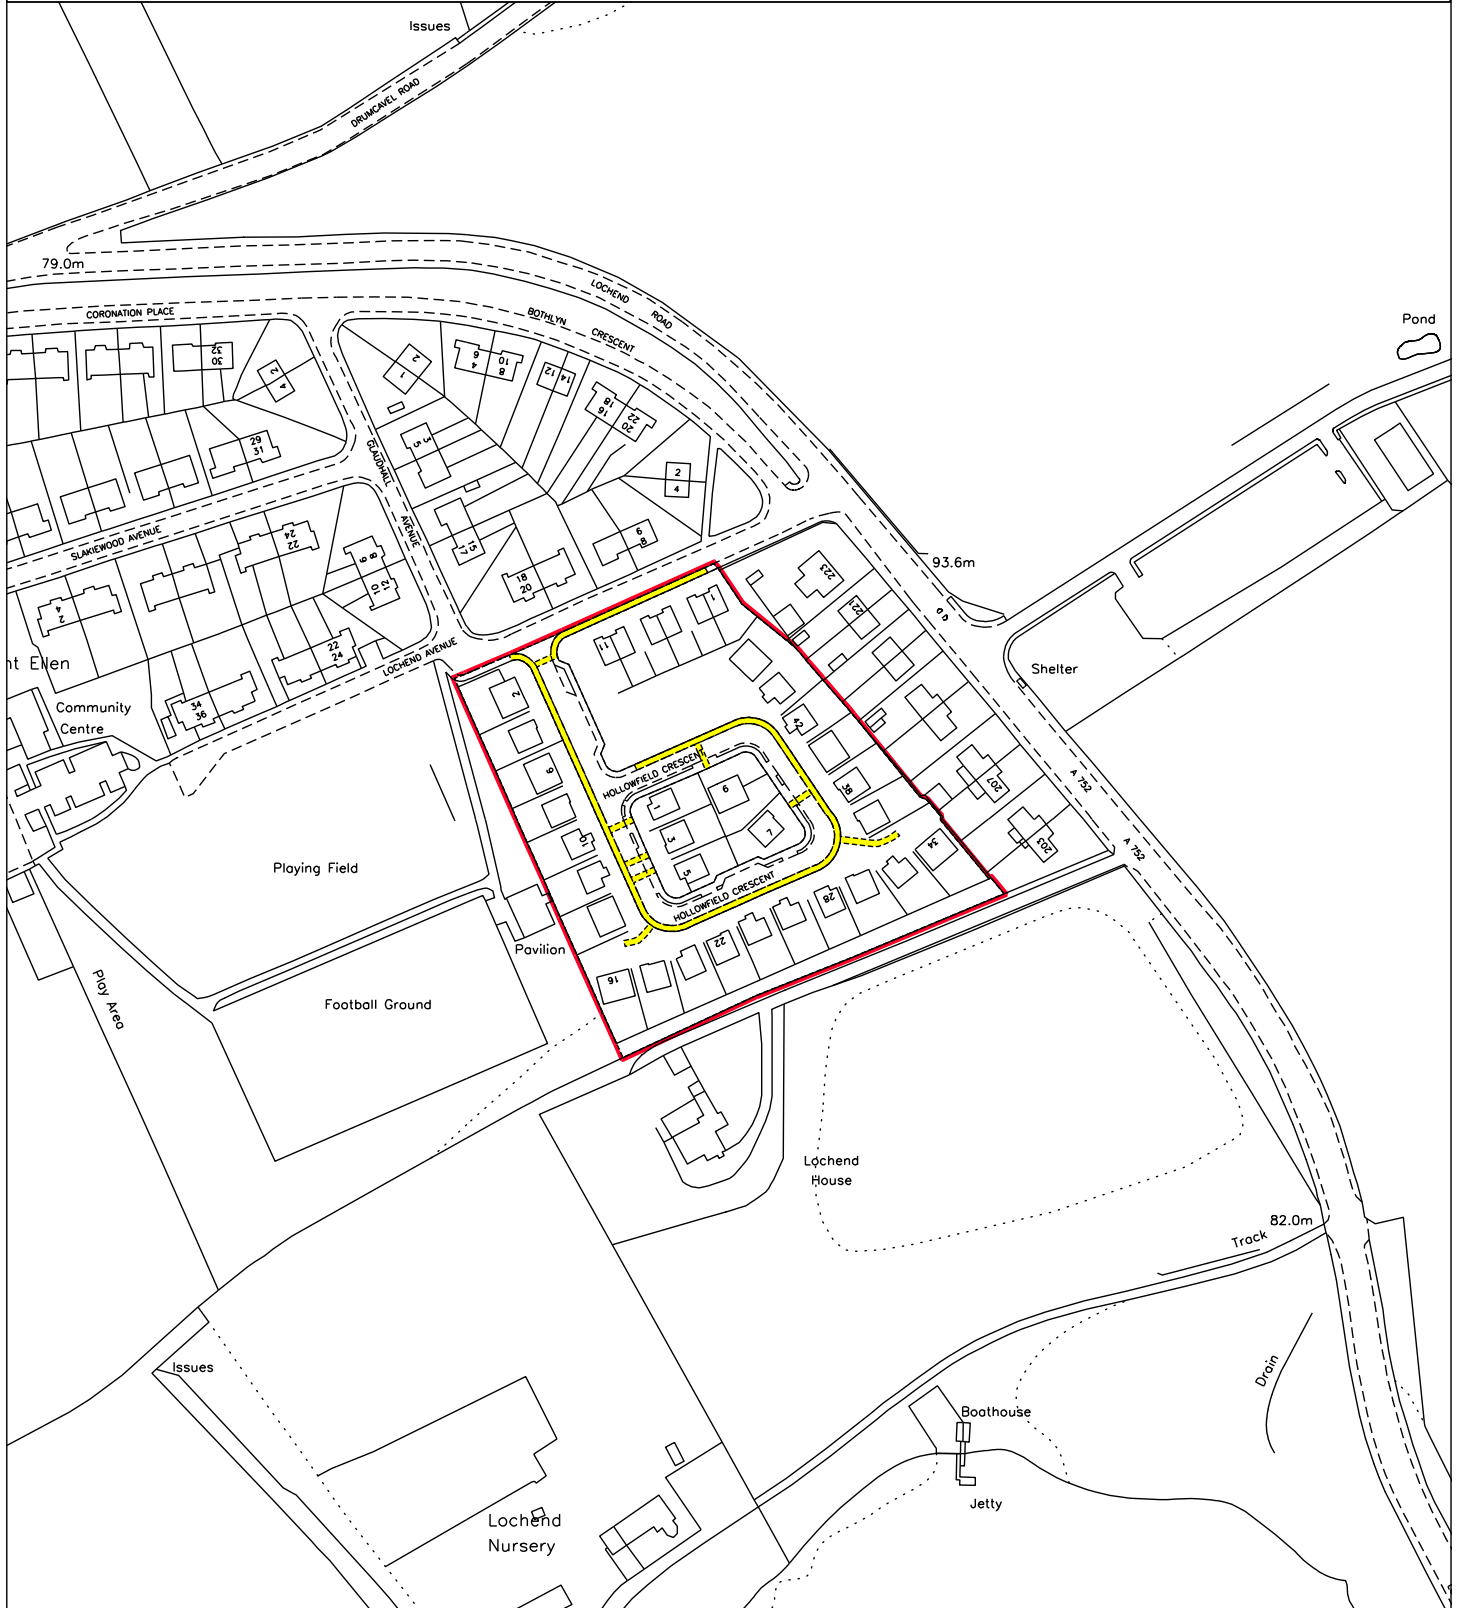 Issues
DRUMCAVEL ROAD
79.0m
CORONATION PLACE
LOCHEND
ROAD
BOTHLYN
CRESCENT
Pond
32
30
2
4
2
1
6
4
10
8
14
12
18
16
22
20
29
31
3
5
GLAUDHALL
AVENUE
2
4
SLAKIEWOOD AVENUE
24
22
15
17
6
8
8
6
12
10
18
20
93.6m
223
221
4
2
22
24
LOCHEND AVENUE
nt Ellen
Community
Centre
34
36
1
11
2
Shelter
42
HOLLOWFIELD CRESCENT
6
9
38
207
A 752
1
3
7
5
10
34
203
A 752
Playing Field
HOLLOWFIELD CRESCENT
28
22
Pavilion
16
Play Area
Football Ground
Lochend
House
82.0m
Track
Issues
Drain
Boathouse
Jetty
Lochend
Nursery